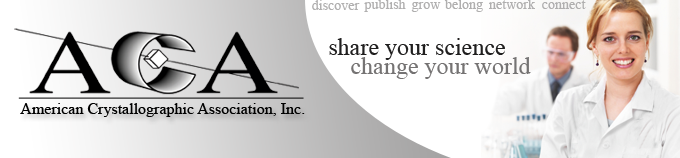 discover publish grow belong network connect
ACA
American Crystallographic Association, Inc.
share your science
change your world